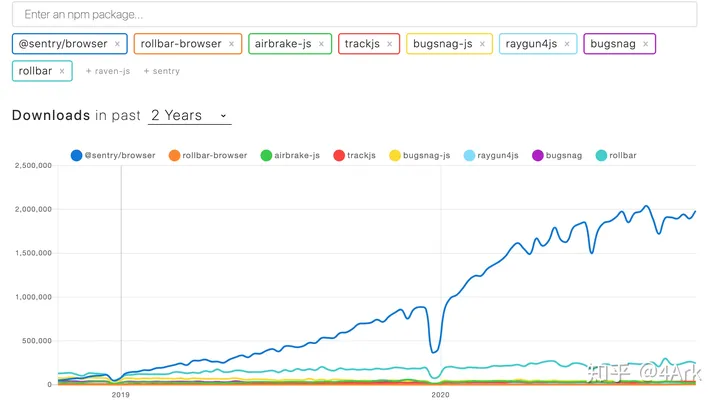 Enter an npm package...
@sentry/browser × rollbar-browser × airbrake-js × trackjs × bugsnag-js × raygun4js × bugsnag ×
rollbar × + raven-js + sentry
Downloads in past 2 Years
@sentry/browser rollbar-browser airbrake-js trackjs bugsnag-js raygun4js bugsnag rollbar
2,500,000
2,000,000
1,500,000
1,000,000
500,000
0
2019 2020
知乎 @4Ark